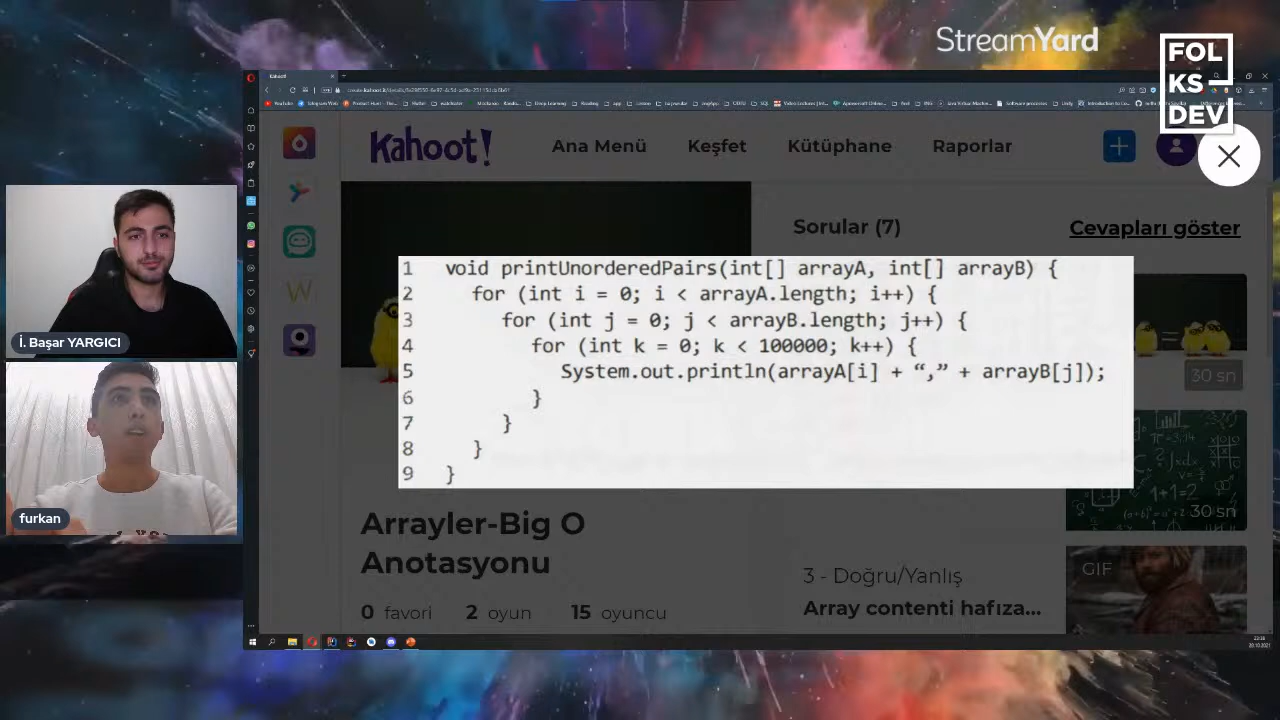 StreamYard
FOL
KS
DEV
Kahoot!
YouTube
Kahoot!
Ana Menü
Keşfet
Kütüphane
Raporlar
W
Sorular (7)
Cevapları göster
1 void printUnorderedPairs(int[] arrayA, int[] arrayB) {
2 for (int i = 0; i < arrayA.length; i++) {
3 for (int j = 0; j < arrayB.length; j++) {
4 for (int k = 0; k < 100000; k++) {
5 System.out.println(arrayA[i] + “,” + arrayB[j]);
6 }
7 }
8 }
9 }
30 sn
30 sn
Arrayler-Big O
Anotasyonu
0 favori 2 oyun 15 oyuncu
3 - Doğru/Yanlış
Array contenti hafıza...
GIF
İ. Başar YARGICI
furkan